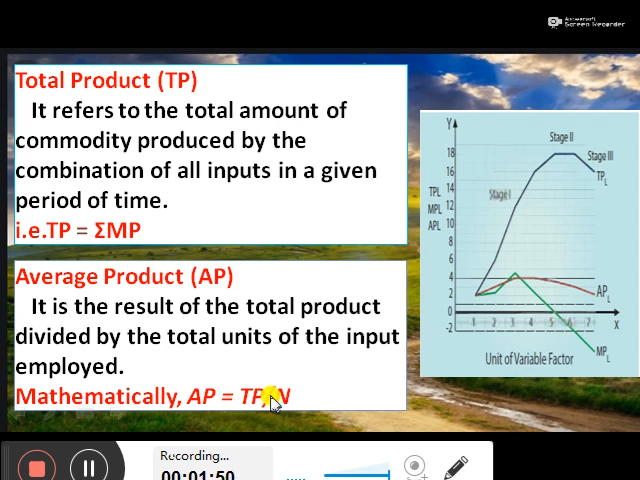 Apowersoft
Screen Recorder
Total Product (TP)
It refers to the total amount of
commodity produced by the
combination of all inputs in a given
period of time.
i.e.TP = ΣMP
Average Product (AP)
It is the result of the total product
divided by the total units of the input
employed.
Mathematically, AP = TP/N
Y
Stage II
Stage III
TPL
Stage I
TPL
MPL
APL
18
16
14
12
10
8
6
4
2
0
-2
APL
1 2 3 4 5 6 7
X
MPL
Unit of Variable Factor
Recording...
00:01:50